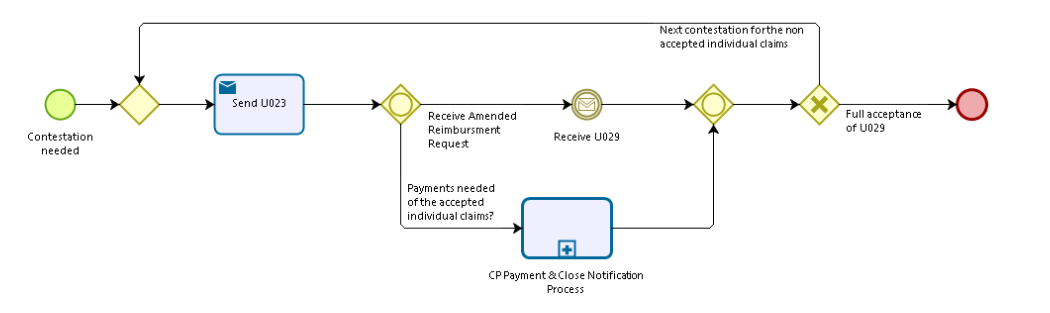 Next contestation forthe non
accepted individual claims
Send U023
Contestation
needed
Receive Amended
Reimbursment
Request
Receive U029
Full acceptance
of U029
Payments needed
of the accepted
individual claims?
CP Payment & Close Notification
Process